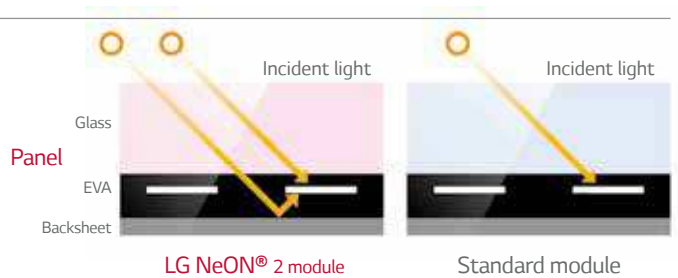 Incident light
Incident light
Glass
Panel
EVA
Backsheet
LG NeON® 2 module
Standard module